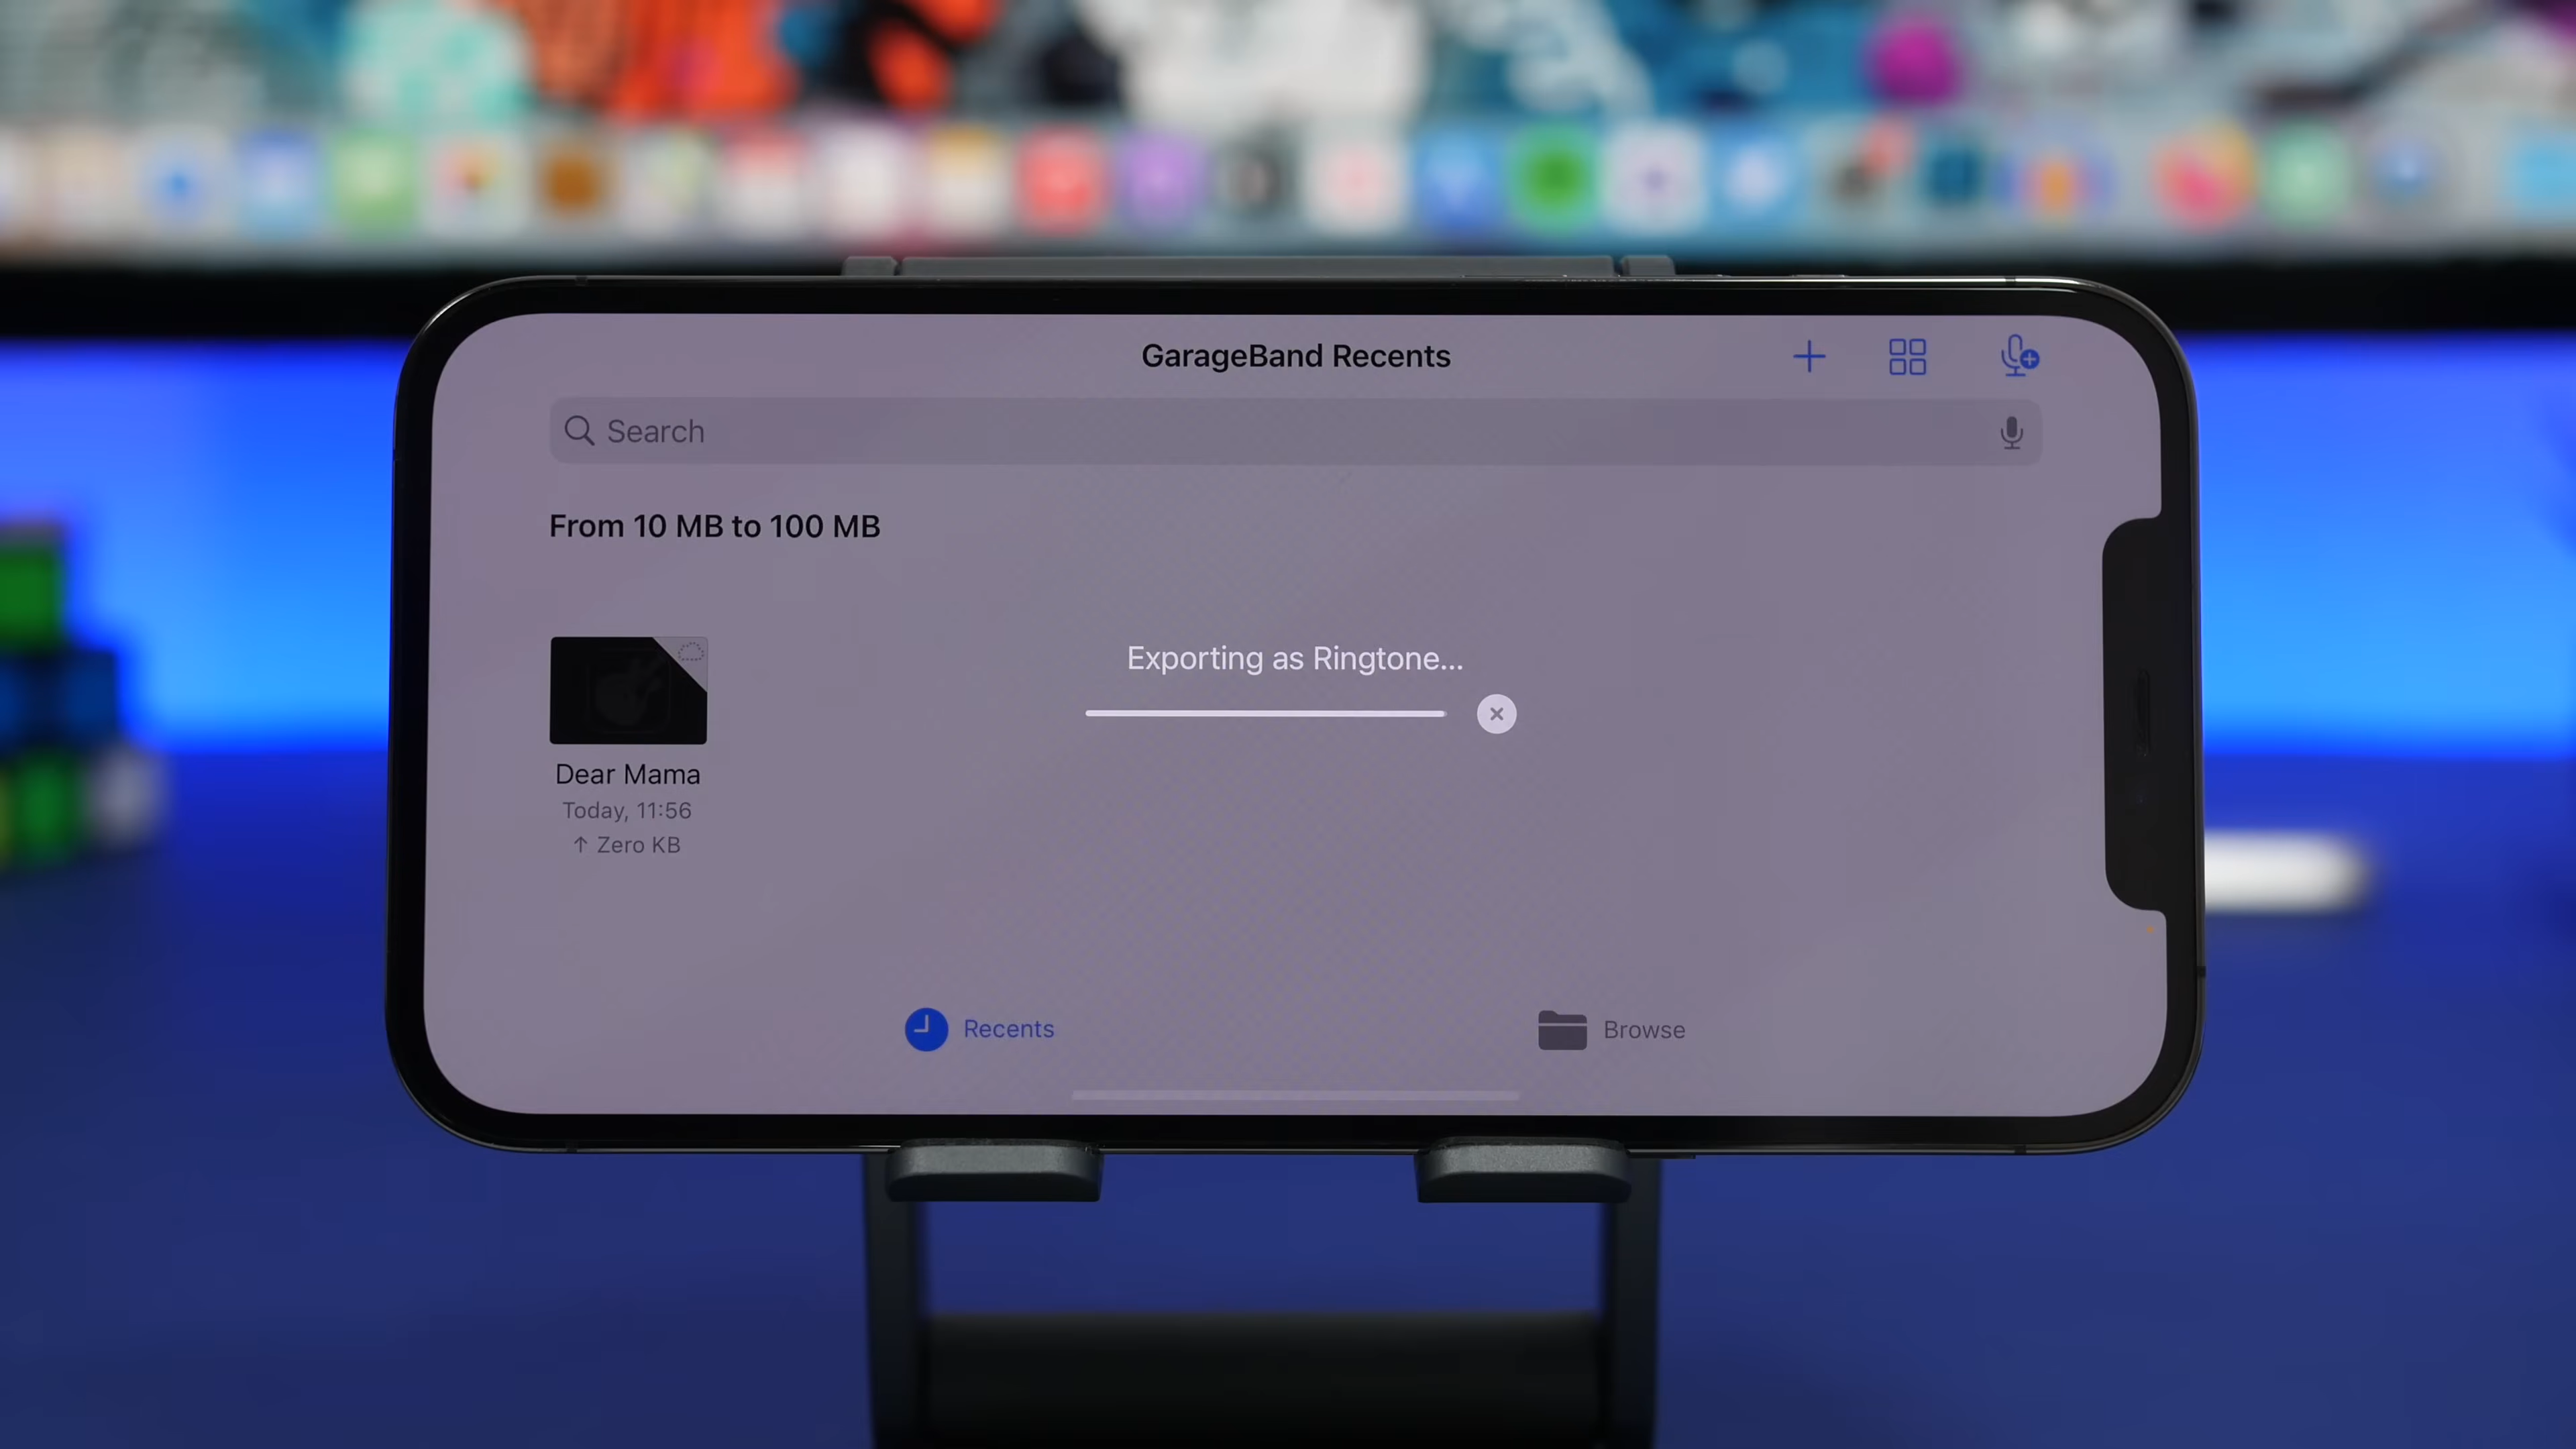 GarageBand Recents
Search
From 10 MB to 100 MB
Exporting as Ringtone...
Dear Mama
Today, 11:56
↑ Zero KB
Recents
Browse